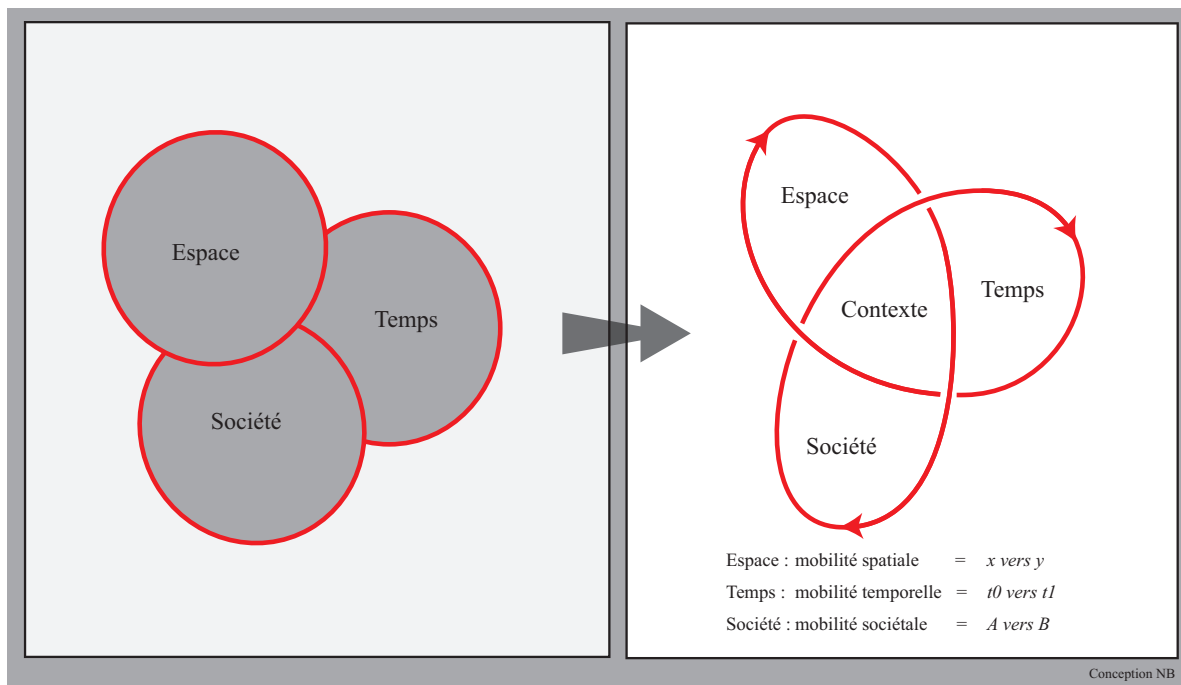 Espace
Temps
Société
Espace
Temps
Contexte
Société
Espace : mobilité spatiale = x vers y
Temps : mobilité temporelle = t0 vers t1
Société : mobilité sociétale = A vers B
Conception NB